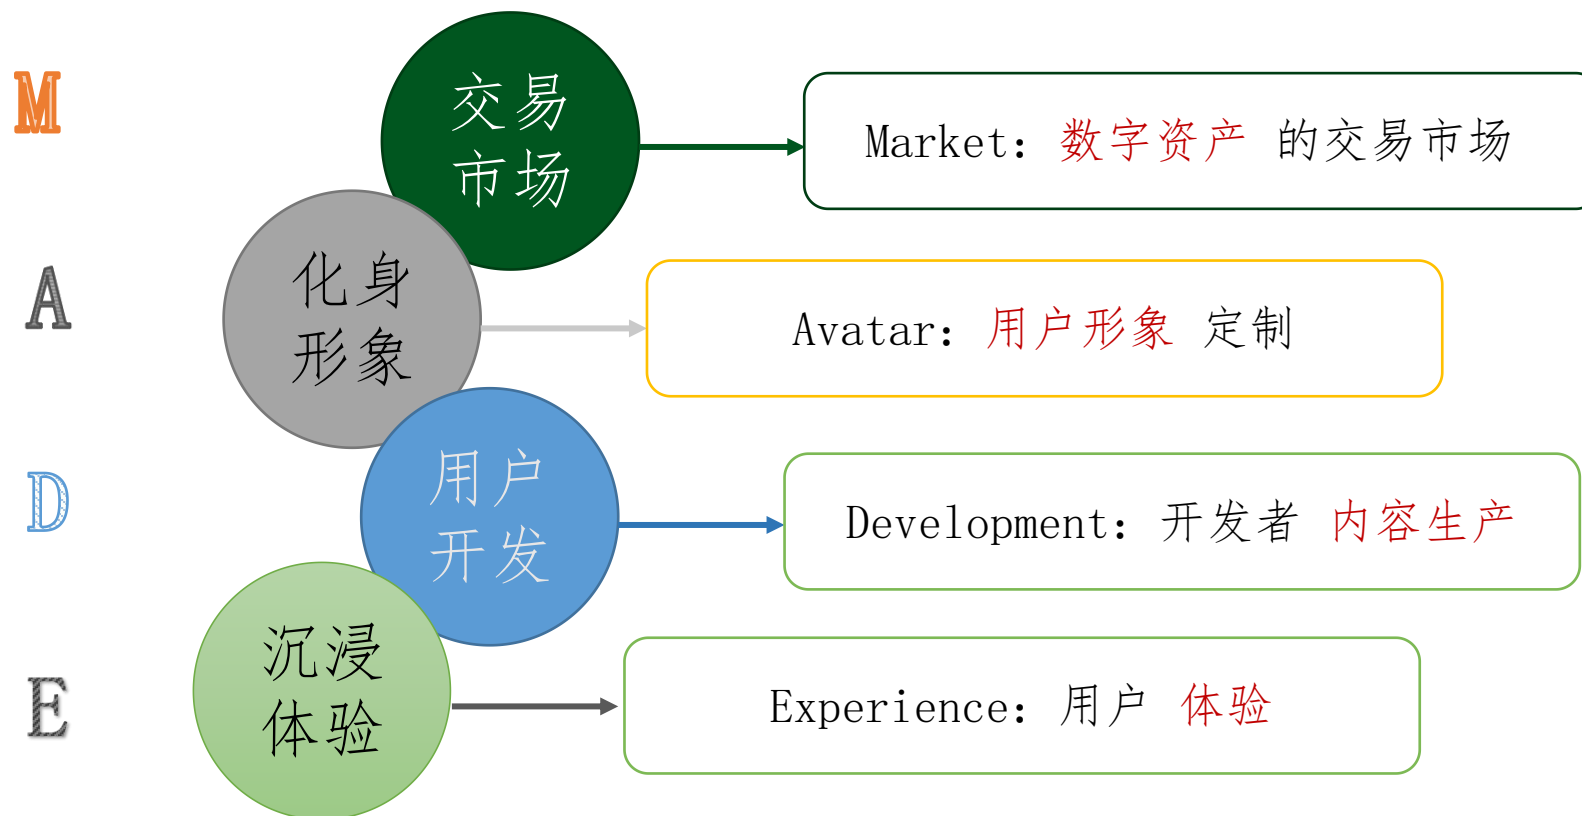 M
交易
市场
Market：数字资产 的交易市场
A
化身
形象
Avatar：用户形象 定制
D
用户
开发
Development：开发者 内容生产
E
沉浸
体验
Experience：用户 体验